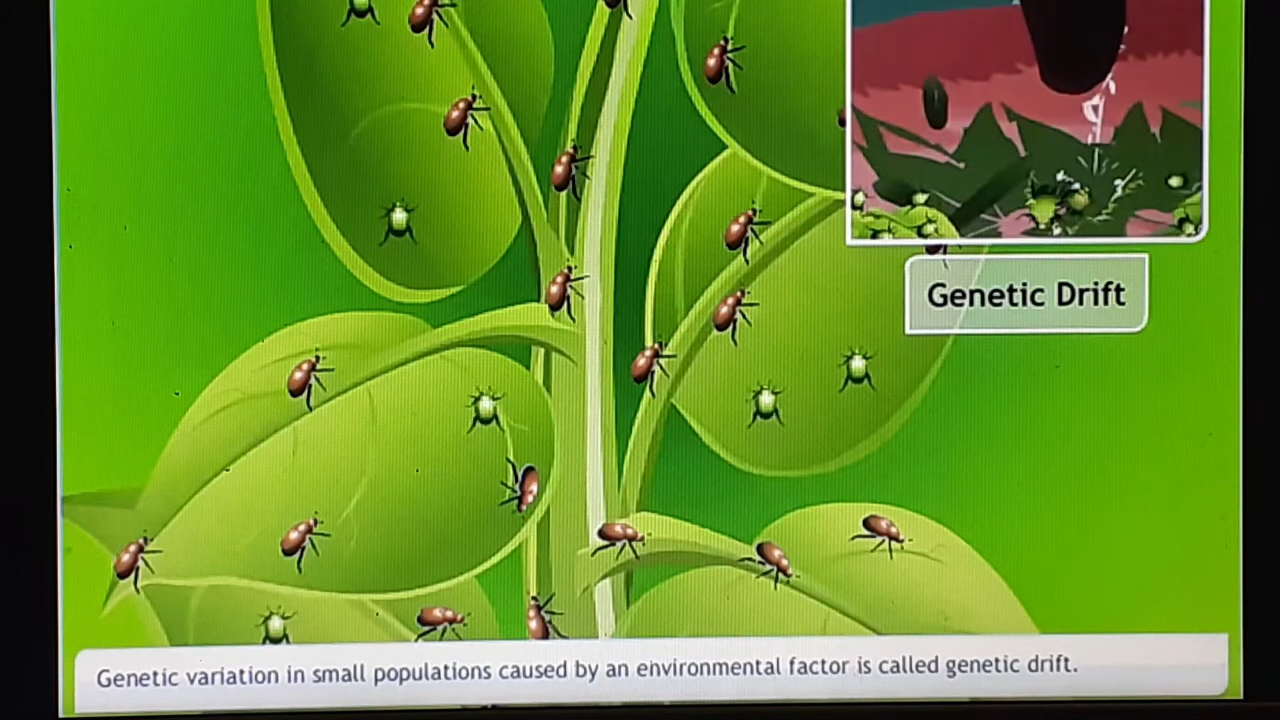 Genetic Drift
Genetic variation in small populations caused by an environmental factor is called genetic drift.